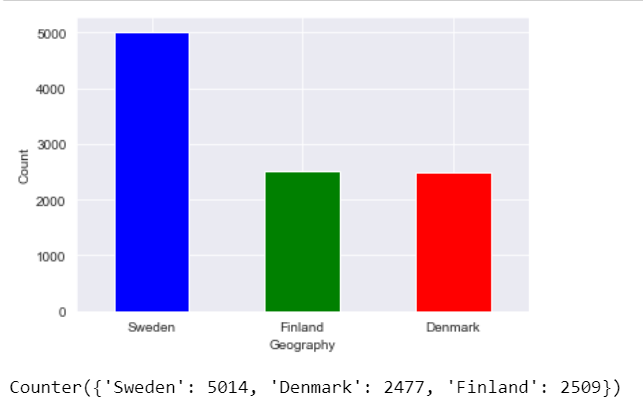 5000
4000
3000
2000
1000
0
Count
Sweden Finland Denmark
Geography
Counter({'Sweden': 5014, 'Denmark': 2477, 'Finland': 2509})